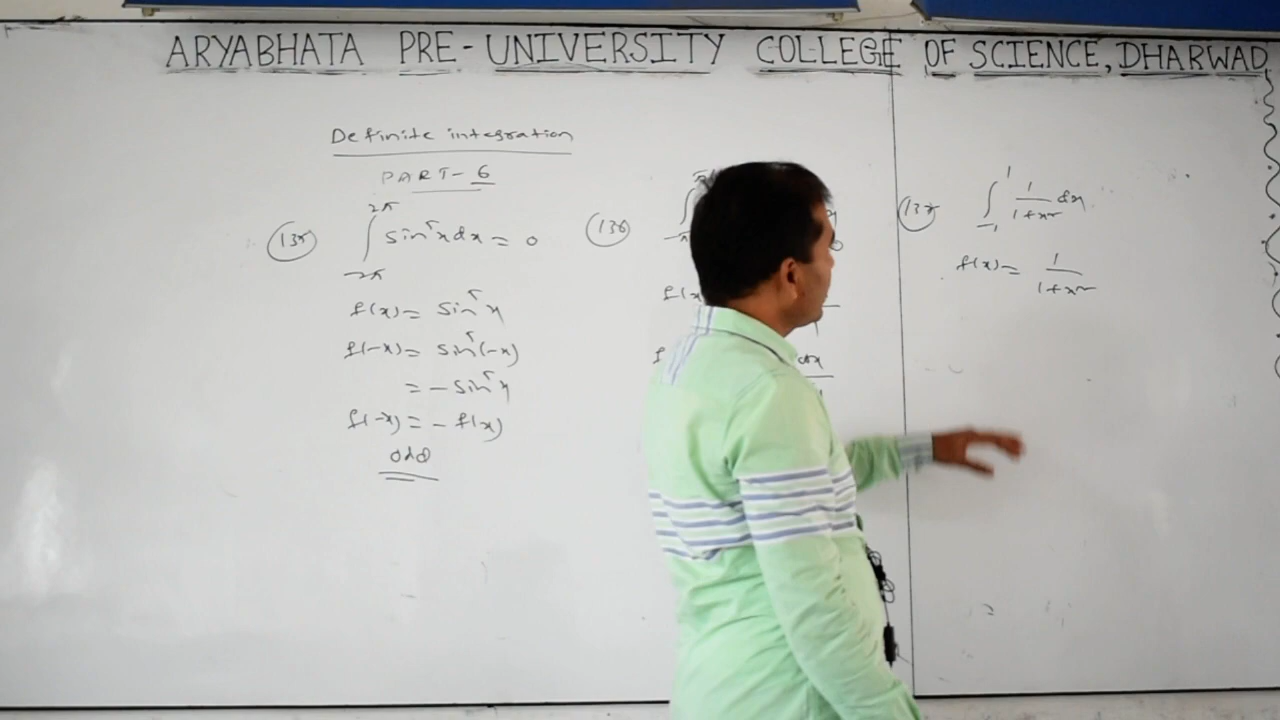 ARYABHATA PRE-UNIVERSITY COLLEGE OF SCIENCE, DHARWAD
Definite integration
PART-6
135
∫_{-2π}^{2π} sin⁵x dx = 0
f(x) = sin⁵x
f(-x) = sin⁵(-x)
= - sin⁵x
f(-x) = - f(x)
odd
136
137
∫_{-1}^{1} 1/(1+x²) dx
f(x) = 1/(1+x²)